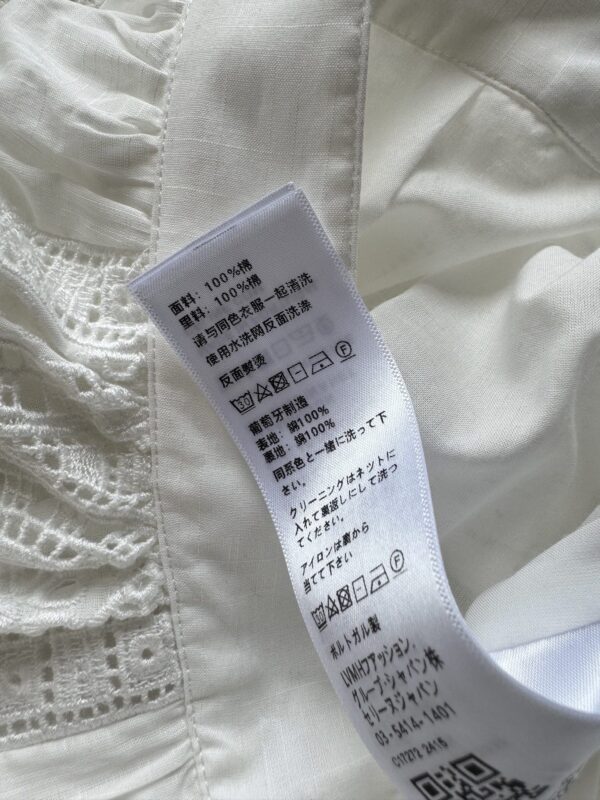 面料：100%棉
里料：100%棉
请与同色衣服一起清洗
使用水洗网反面洗涤
反面熨烫
30 F
葡萄牙制造
表地：綿100%
裏地：綿100%
同系色と一緒に洗って下
さい。
クリーニングはネットに
入れて裏返しにして洗っ
てください。
アイロンは裏から
当てて下さい
30 F
ポルトガル製
LVMHファッション.
グループ・ジャパン株
セリーヌジャパン
03-5414-1401
C17272 2416